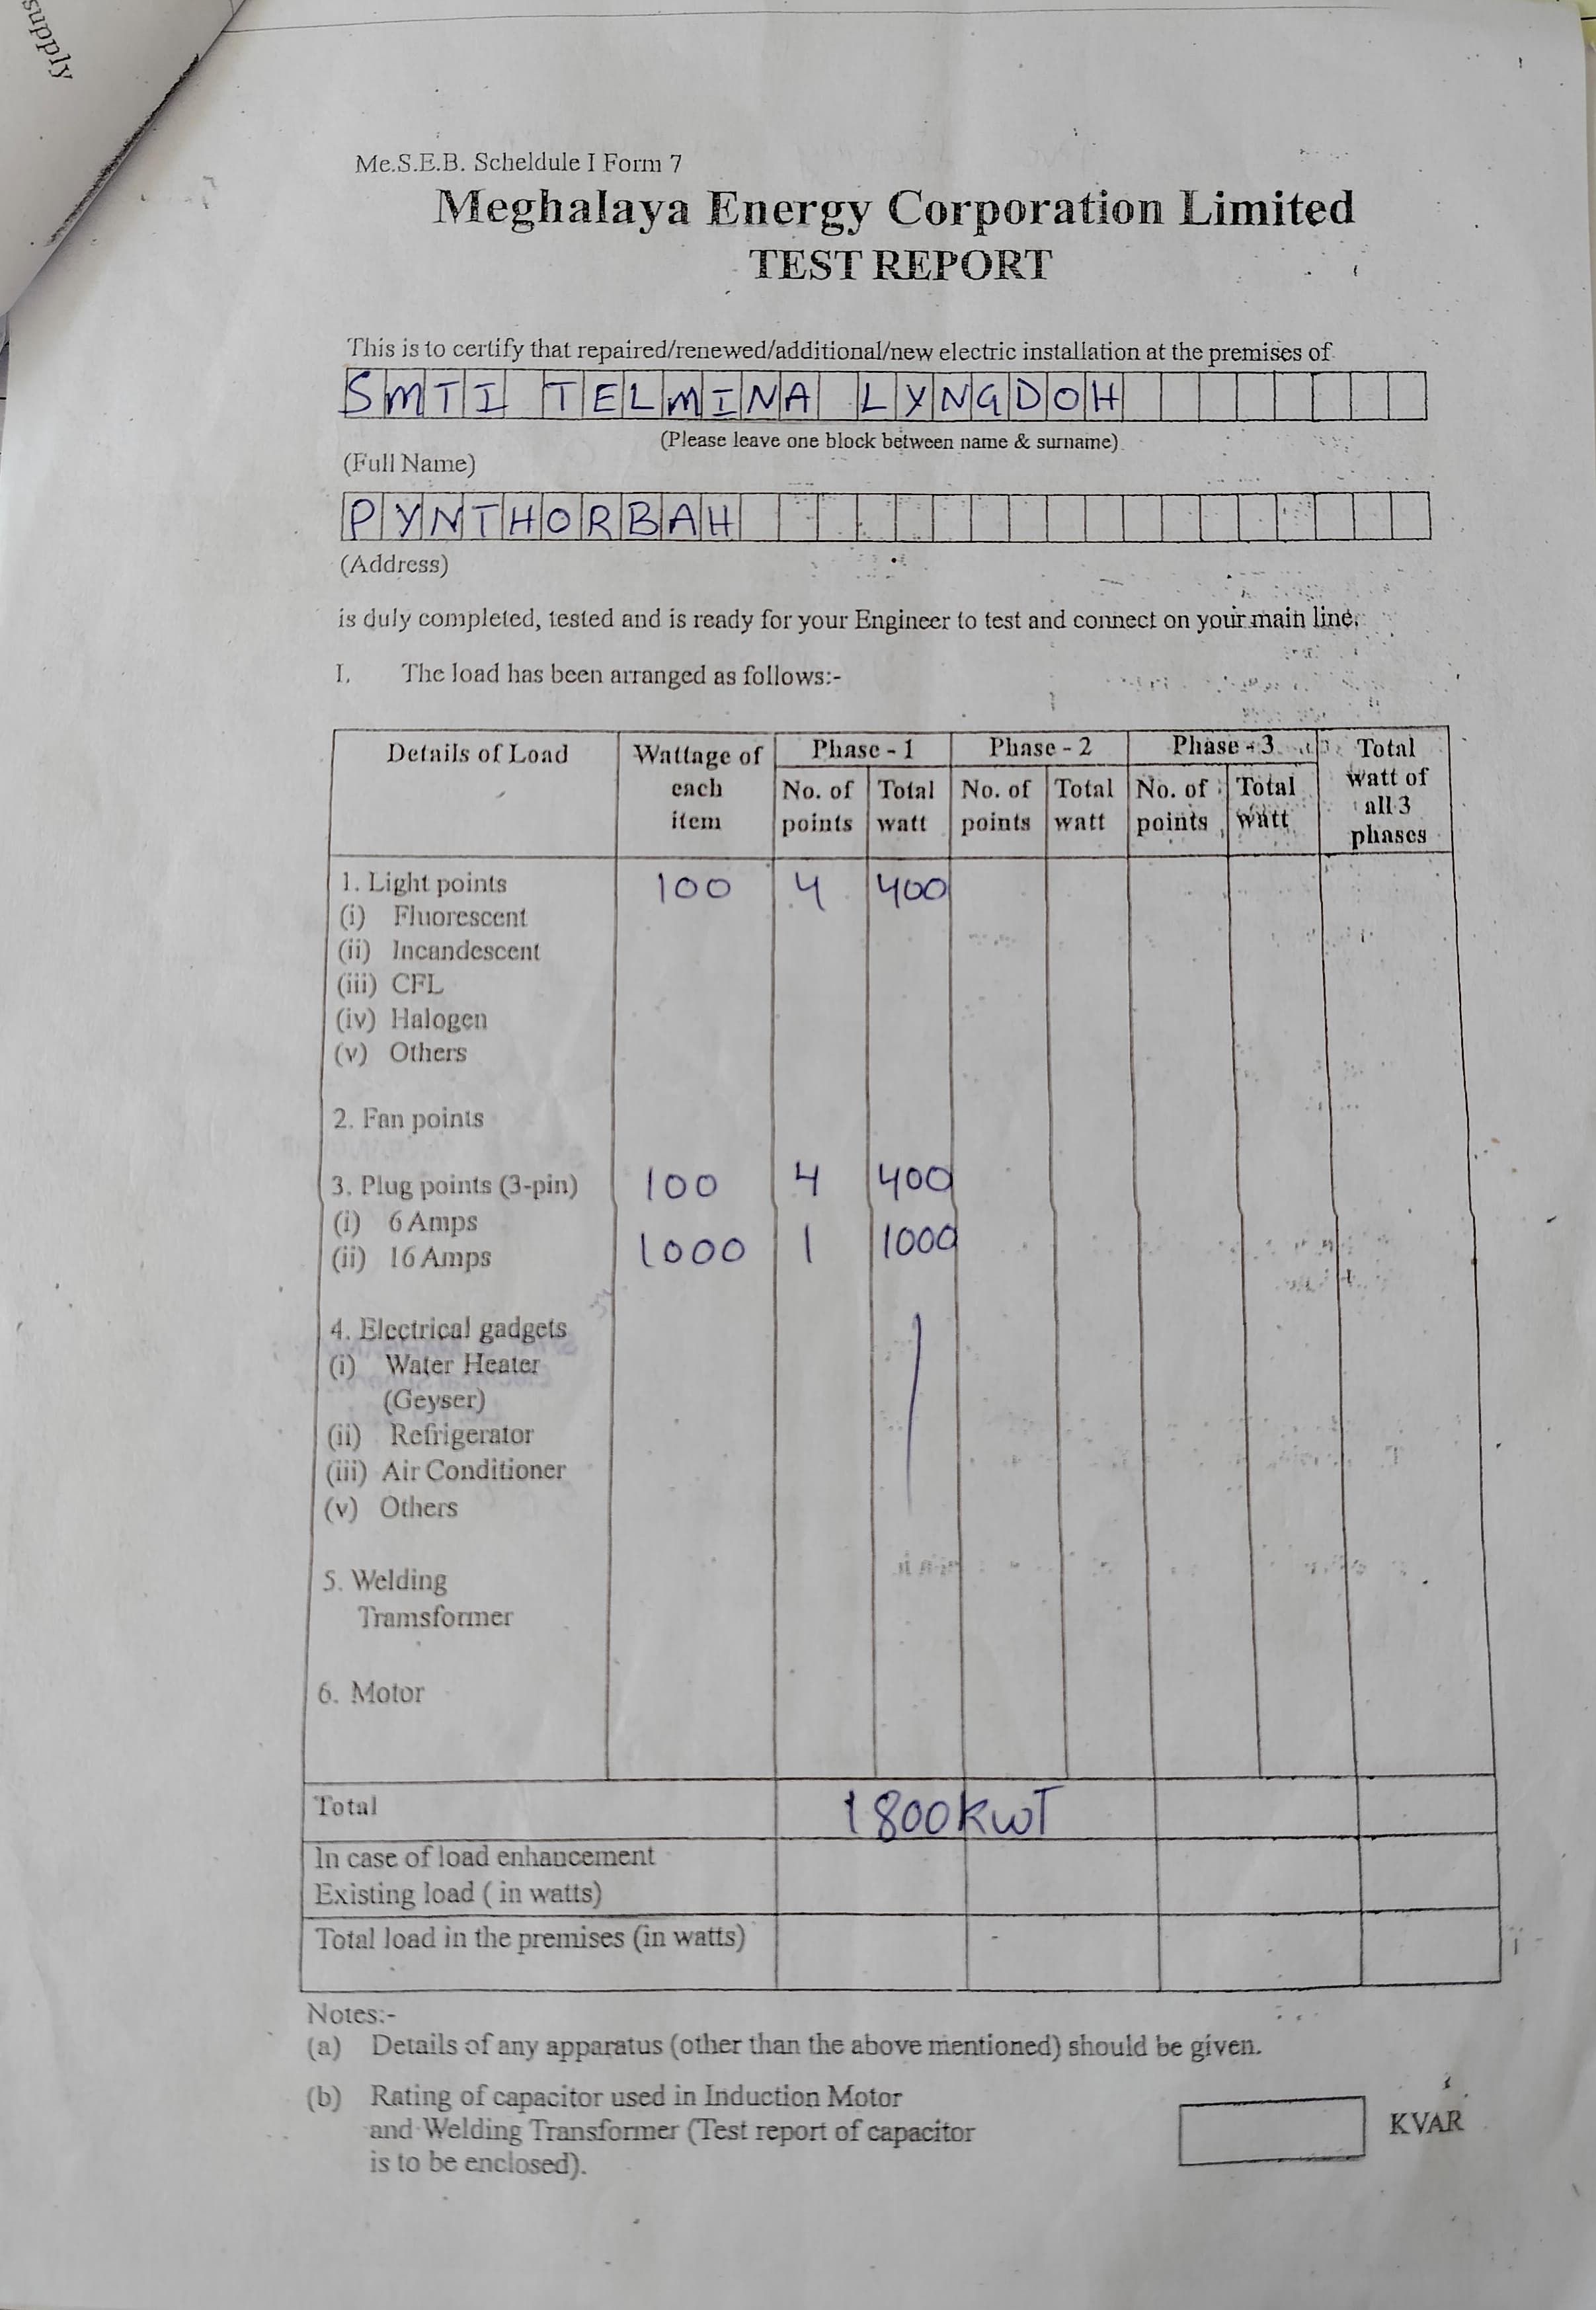 supply
Me.S.E.B. Scheldule I Form 7
Meghalaya Energy Corporation Limited
TEST REPORT
This is to certify that repaired/renewed/additional/new electric installation at the premises of
SMTI TELMINA LYNGDOH
(Please leave one block between name & surname)
(Full Name)
PYNTHORBAH
(Address)
is duly completed, tested and is ready for your Engineer to test and connect on your main line.
I. The load has been arranged as follows:-
Details of Load Wattage of each item Phase - 1 Phase - 2 Phase - 3 Total watt of all 3 phases
No. of points Total watt No. of points Total watt No. of points Total watt
1. Light points 100 4 400
(i) Fluorescent
(ii) Incandescent
(iii) CFL
(iv) Halogen
(v) Others
2. Fan points
3. Plug points (3-pin) 100 4 400
(i) 6 Amps
(ii) 16 Amps 1000 1 1000
4. Electrical gadgets
(i) Water Heater
(Geyser)
(ii) Refrigerator
(iii) Air Conditioner
(v) Others
5. Welding
Tramsformer
6. Motor
Total 1800 KWT
In case of load enhancement
Existing load ( in watts)
Total load in the premises (in watts)
Notes:-
(a) Details of any apparatus (other than the above mentioned) should be given.
(b) Rating of capacitor used in Induction Motor
and Welding Transformer (Test report of capacitor
is to be enclosed).
KVAR